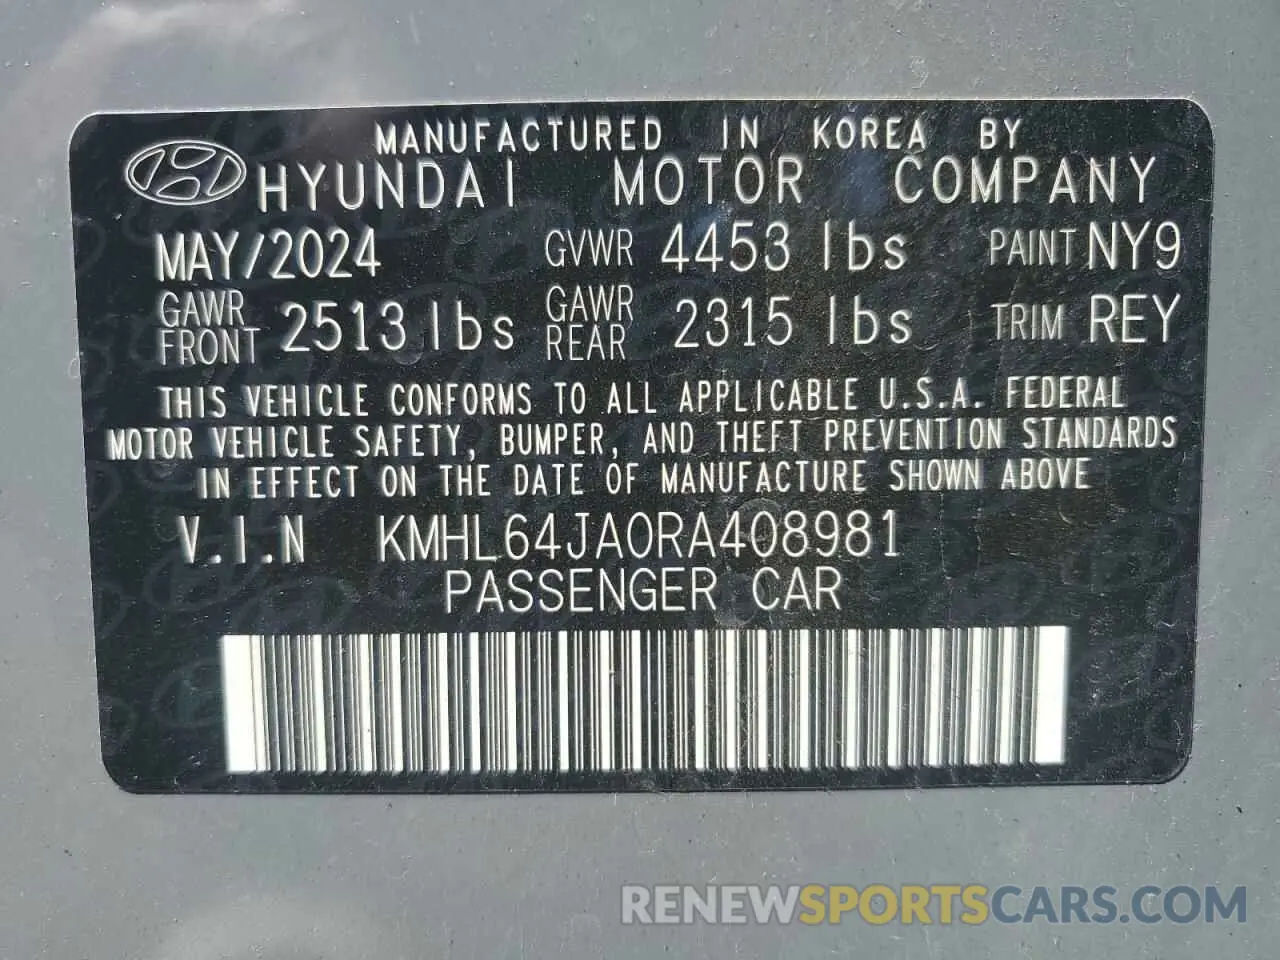 MANUFACTURED IN KOREA BY
HYUNDAI MOTOR COMPANY
MAY/2024 GVWR 4453 lbs PAINT NY9
GAWR FRONT 2513 lbs GAWR REAR 2315 lbs TRIM REY
THIS VEHICLE CONFORMS TO ALL APPLICABLE U.S.A. FEDERAL
MOTOR VEHICLE SAFETY, BUMPER, AND THEFT PREVENTION STANDARDS
IN EFFECT ON THE DATE OF MANUFACTURE SHOWN ABOVE
V.I.N KMHL64JA0RA408981
PASSENGER CAR
RENEWSPORTSCARS.COM